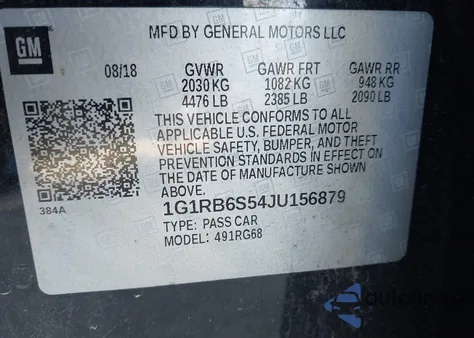 GM
MFD BY GENERAL MOTORS LLC
08/18 GVWR GAWR FRT GAWR RR
2030 KG 1082 KG 948 KG
4476 LB 2385 LB 2090 LB
THIS VEHICLE CONFORMS TO ALL
APPLICABLE U.S. FEDERAL MOTOR
VEHICLE SAFETY, BUMPER, AND THEFT
PREVENTION STANDARDS IN EFFECT ON
THE DATE OF MANUFACTURE SHOWN
ABOVE.
384A
1G1RB6S54JU156879
TYPE: PASS CAR
MODEL: 491RG68